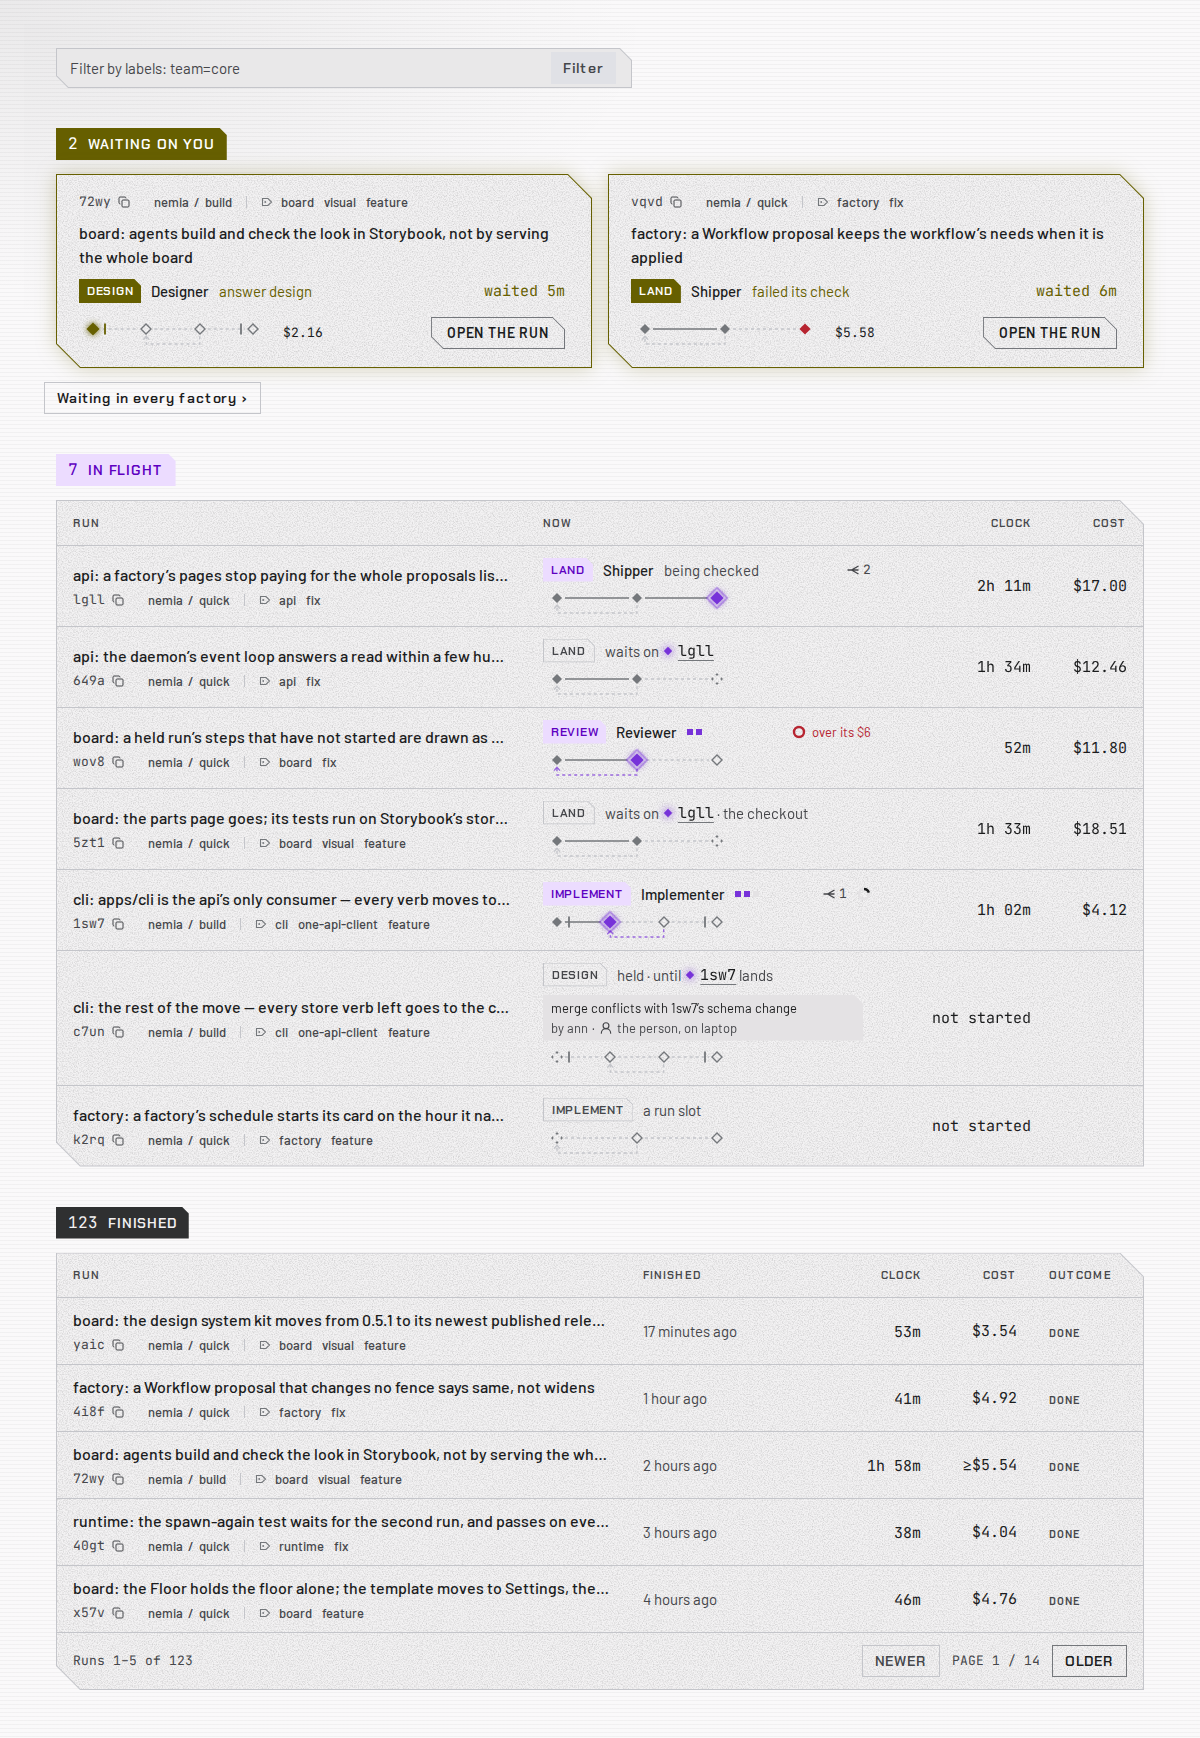 Filter by labels: team=core
Filter
2 WAITING ON YOU
72wy nemla / build board visual feature
board: agents build and check the look in Storybook, not by serving
the whole board
DESIGN Designer answer design waited 5m
$2.16 OPEN THE RUN
vqvd nemla / quick factory fix
factory: a Workflow proposal keeps the workflow's needs when it is
applied
LAND Shipper failed its check waited 6m
$5.58 OPEN THE RUN
Waiting in every factory ›
7 IN FLIGHT
RUN NOW CLOCK COST
api: a factory's pages stop paying for the whole proposals lis…
lgll nemla / quick api fix
LAND Shipper being checked 2
2h 11m $17.00
api: the daemon's event loop answers a read within a few hu…
649a nemla / quick api fix
LAND waits on lgll
1h 34m $12.46
board: a held run's steps that have not started are drawn as …
wov8 nemla / quick board fix
REVIEW Reviewer over its $6
52m $11.80
board: the parts page goes; its tests run on Storybook's stor…
5zt1 nemla / quick board visual feature
LAND waits on lgll · the checkout
1h 33m $18.51
cli: apps/cli is the api's only consumer — every verb moves to…
1sw7 nemla / build cli one-api-client feature
IMPLEMENT Implementer 1
1h 02m $4.12
cli: the rest of the move — every store verb left goes to the c…
c7un nemla / build cli one-api-client feature
DESIGN held · until 1sw7 lands
merge conflicts with 1sw7's schema change
by ann · the person, on laptop
not started
factory: a factory's schedule starts its card on the hour it na…
k2rq nemla / quick factory feature
IMPLEMENT a run slot
not started
123 FINISHED
RUN FINISHED CLOCK COST OUTCOME
board: the design system kit moves from 0.5.1 to its newest published rele…
yaic nemla / quick board visual feature
17 minutes ago 53m $3.54 DONE
factory: a Workflow proposal that changes no fence says same, not widens
4i8f nemla / quick factory fix
1 hour ago 41m $4.92 DONE
board: agents build and check the look in Storybook, not by serving the wh…
72wy nemla / build board visual feature
2 hours ago 1h 58m ≥$5.54 DONE
runtime: the spawn-again test waits for the second run, and passes on eve…
40gt nemla / quick runtime fix
3 hours ago 38m $4.04 DONE
board: the Floor holds the floor alone; the template moves to Settings, the…
x57v nemla / quick board feature
4 hours ago 46m $4.76 DONE
Runs 1–5 of 123 NEWER PAGE 1 / 14 OLDER